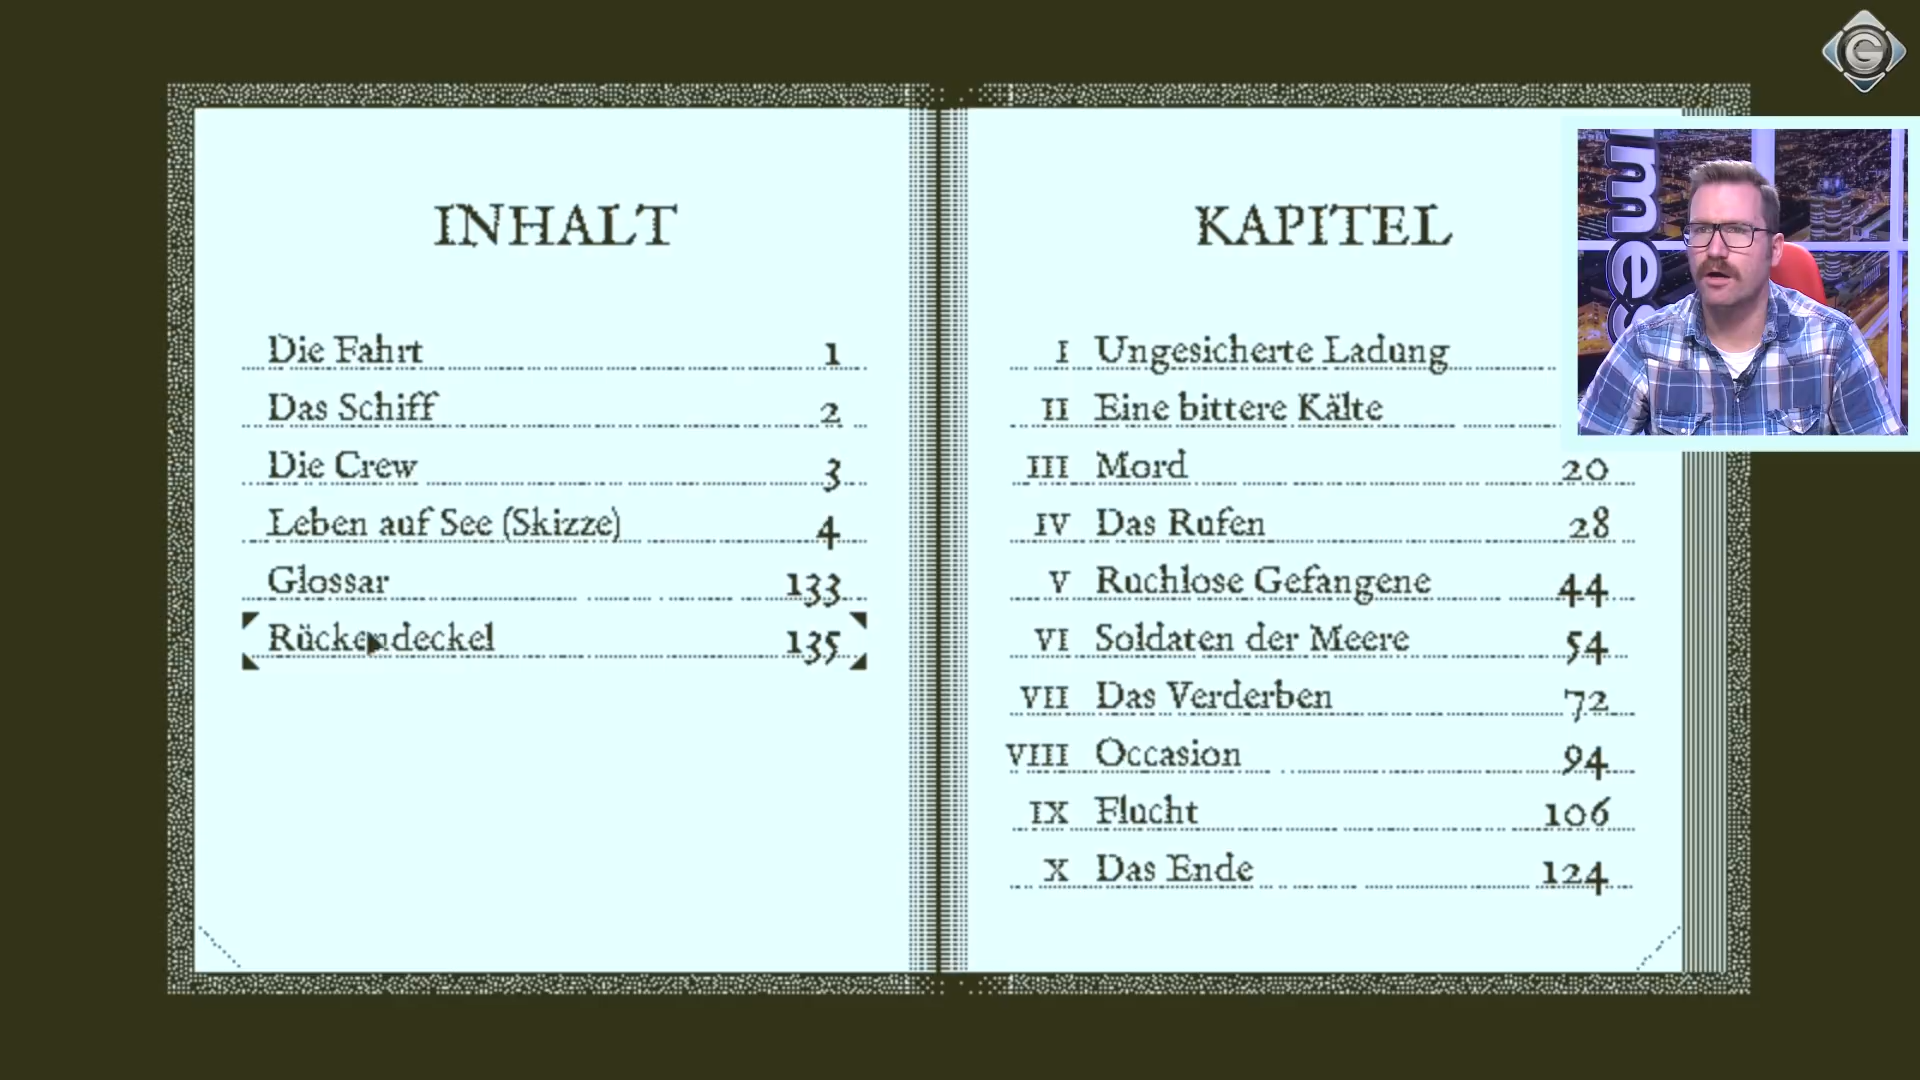 INHALT
Die Fahrt 1
Das Schiff 2
Die Crew 3
Leben auf See (Skizze) 4
Glossar 133
Rückendeckel 135
KAPITEL
I Ungesicherte Ladung
II Eine bittere Kälte
III Mord 20
IV Das Rufen 28
V Ruchlose Gefangene 44
VI Soldaten der Meere 54
VII Das Verderben 72
VIII Occasion 94
IX Flucht 106
X Das Ende 124
G
mes